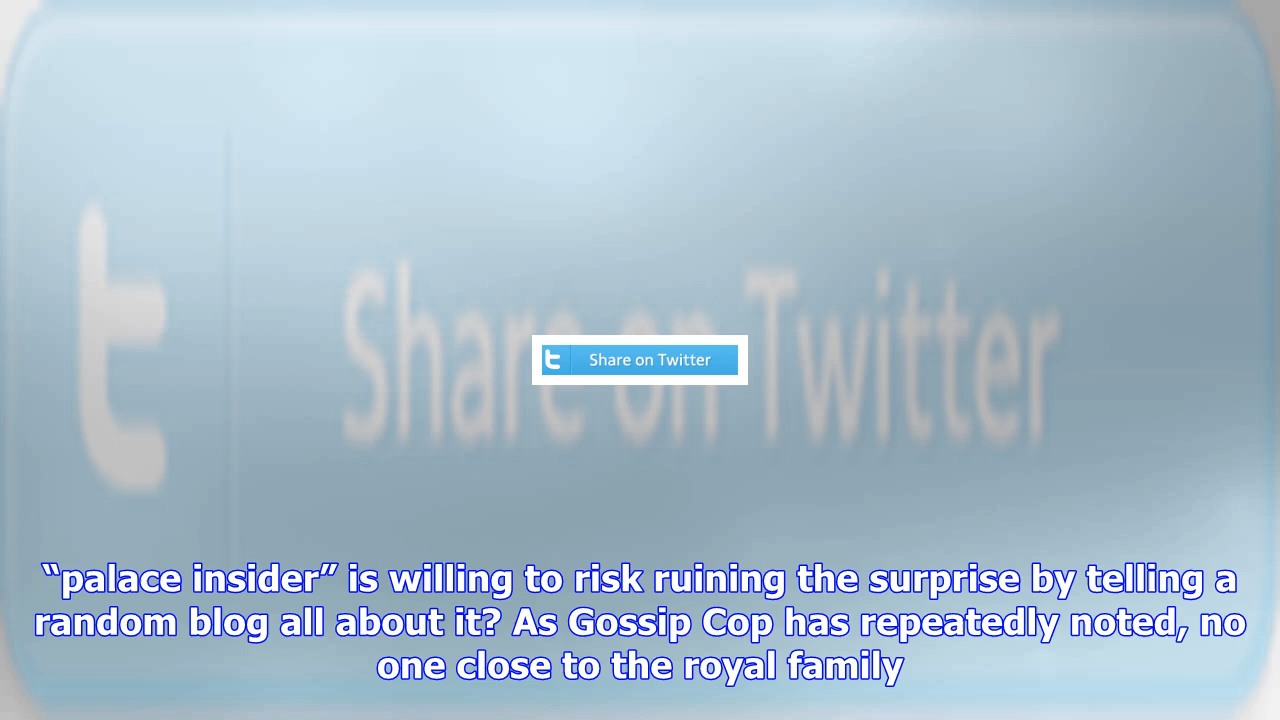 t Share on Twitter
t Share on Twitter
“palace insider” is willing to risk ruining the surprise by telling a
random blog all about it? As Gossip Cop has repeatedly noted, no
one close to the royal family